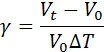 γ = (V_t − V_0) / (V_0 ΔT)